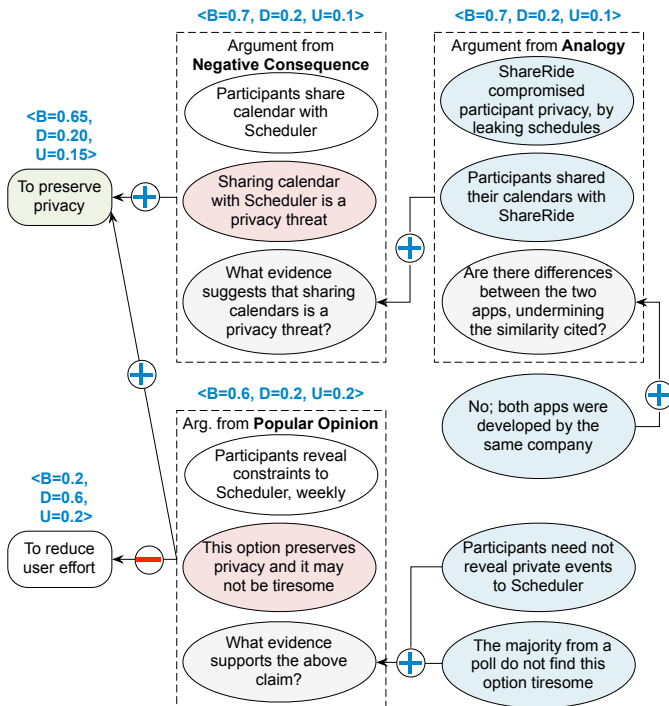 <B=0.7, D=0.2, U=0.1>
Argument from
Negative Consequence
Participants share
calendar with
Scheduler
Sharing calendar
with Scheduler is a
privacy threat
What evidence
suggests that sharing
calendars is a
privacy threat?
<B=0.7, D=0.2, U=0.1>
Argument from Analogy
ShareRide
compromised
participant privacy, by
leaking schedules
Participants shared
their calendars with
ShareRide
Are there differences
between the two
apps, undermining
the similarity cited?
No; both apps were
developed by the
same company
<B=0.65,
D=0.20,
U=0.15>
To preserve
privacy
<B=0.6, D=0.2, U=0.2>
Arg. from Popular Opinion
Participants reveal
constraints to
Scheduler, weekly
This option preserves
privacy and it may
not be tiresome
What evidence
supports the above
claim?
<B=0.2,
D=0.6,
U=0.2>
To reduce
user effort
Participants need not
reveal private events
to Scheduler
The majority from a
poll do not find this
option tiresome